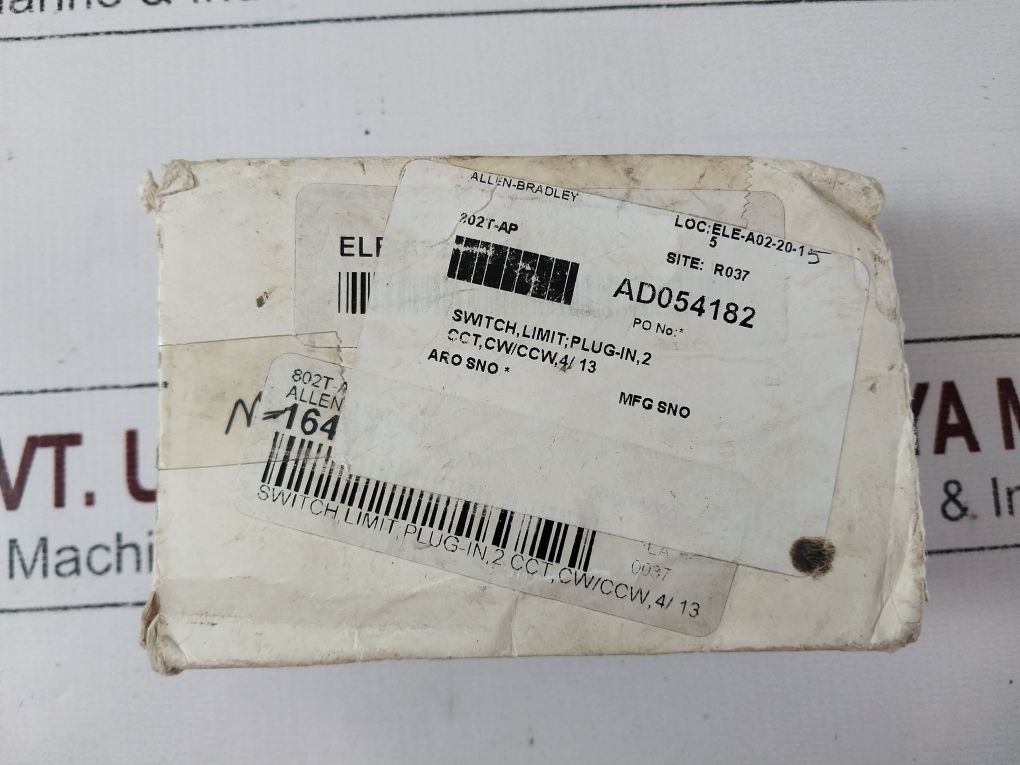 ALLEN-BRADLEY
802T-AP
LOC:ELE-A02-20-15
5
SITE: R037
AD054182
PO No:*
SWITCH,LIMIT;PLUG-IN,2
CCT,CW/CCW,4/ 13
ARO SNO *
MFG SNO
802T-A
ALLEN
N-164
SWITCH,LIMIT;PLUG-IN,2 CCT,CW/CCW,4/ 13
0037
VT. U
YA M
Machi
& In